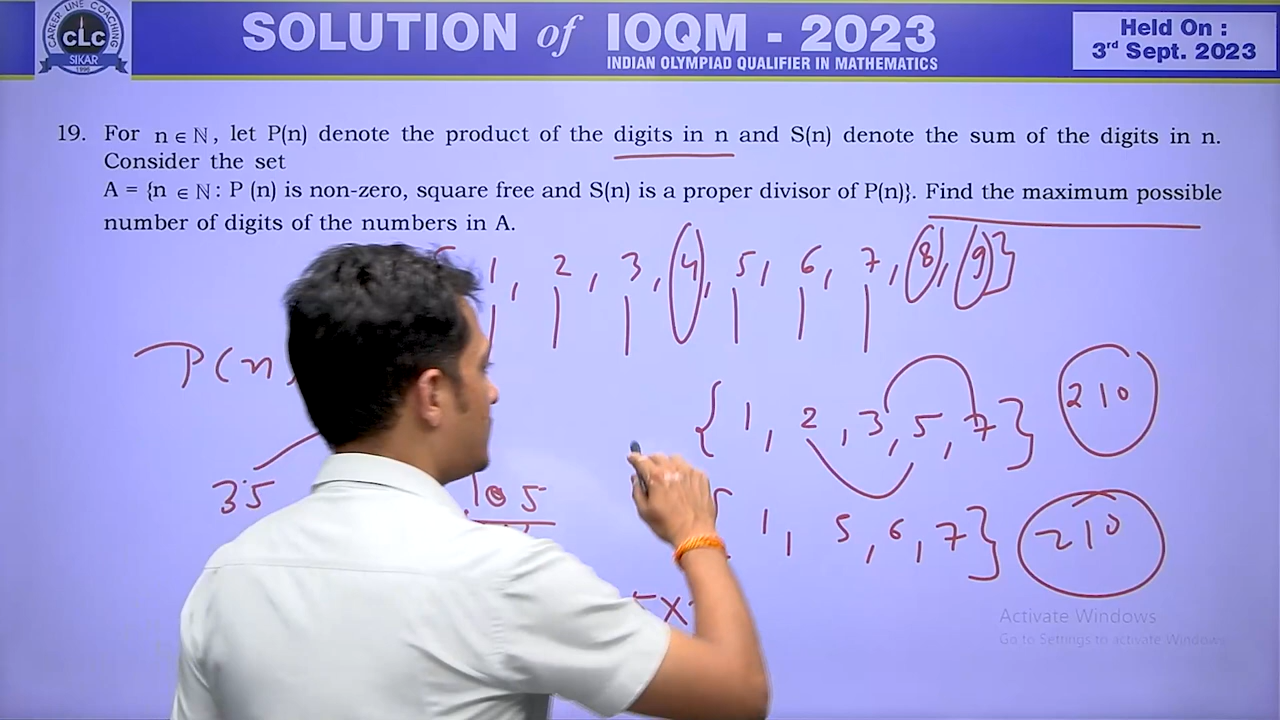 CAREER LINE COACHING
CLC
SIKAR
1996
SOLUTION of IOQM - 2023
INDIAN OLYMPIAD QUALIFIER IN MATHEMATICS
Held On :
3rd Sept. 2023
19. For n ∈ ℕ, let P(n) denote the product of the digits in n and S(n) denote the sum of the digits in n.
Consider the set
A = {n ∈ ℕ : P (n) is non-zero, square free and S(n) is a proper divisor of P(n)}. Find the maximum possible
number of digits of the numbers in A.
1, 2, 3, 4, 5, 6, 7, 8, 9}
P(n)
{1, 2, 3, 5, 7} 210
35
105
1, 5, 6, 7} 210
Activate Windows
Go to Settings to activate Windows